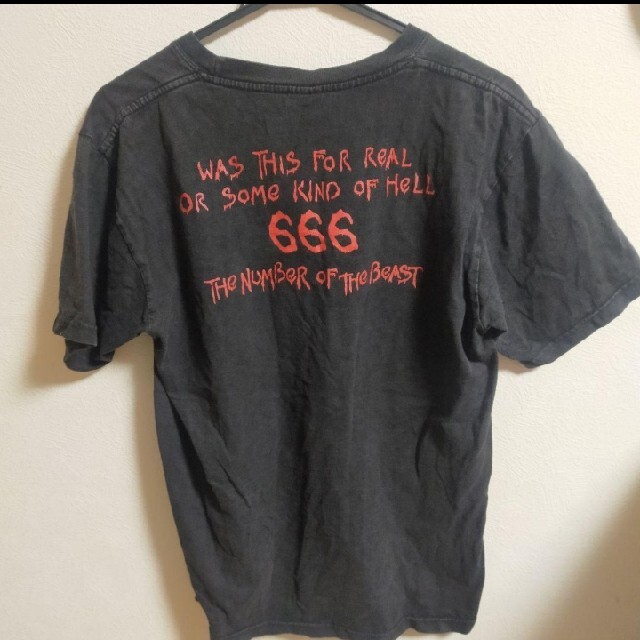 WAS THIS FOR REAL
OR SOME KIND OF HELL
666
THE NUMBER OF THE BEAST